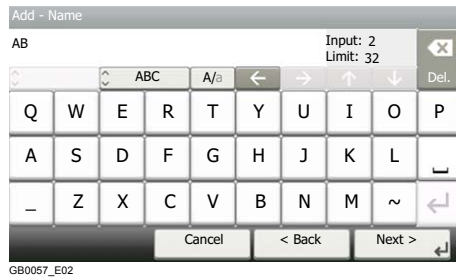 Add - Name
AB
Input: 2
Limit: 32
ABC A/a ← → ↑ ↓ Del.
Q W E R T Y U I O P
A S D F G H J K L
_ Z X C V B N M ~
Cancel < Back Next >
GB0057_E02